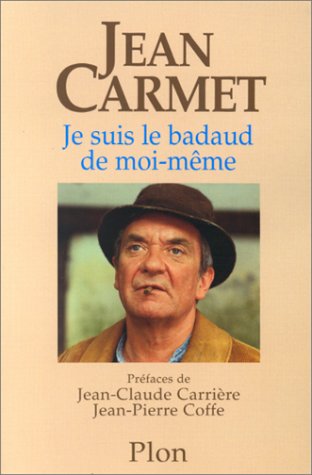 JEAN
CARMET
Je suis le badaud
de moi-même
Préfaces de
Jean-Claude Carrière
Jean-Pierre Coffe
Plon